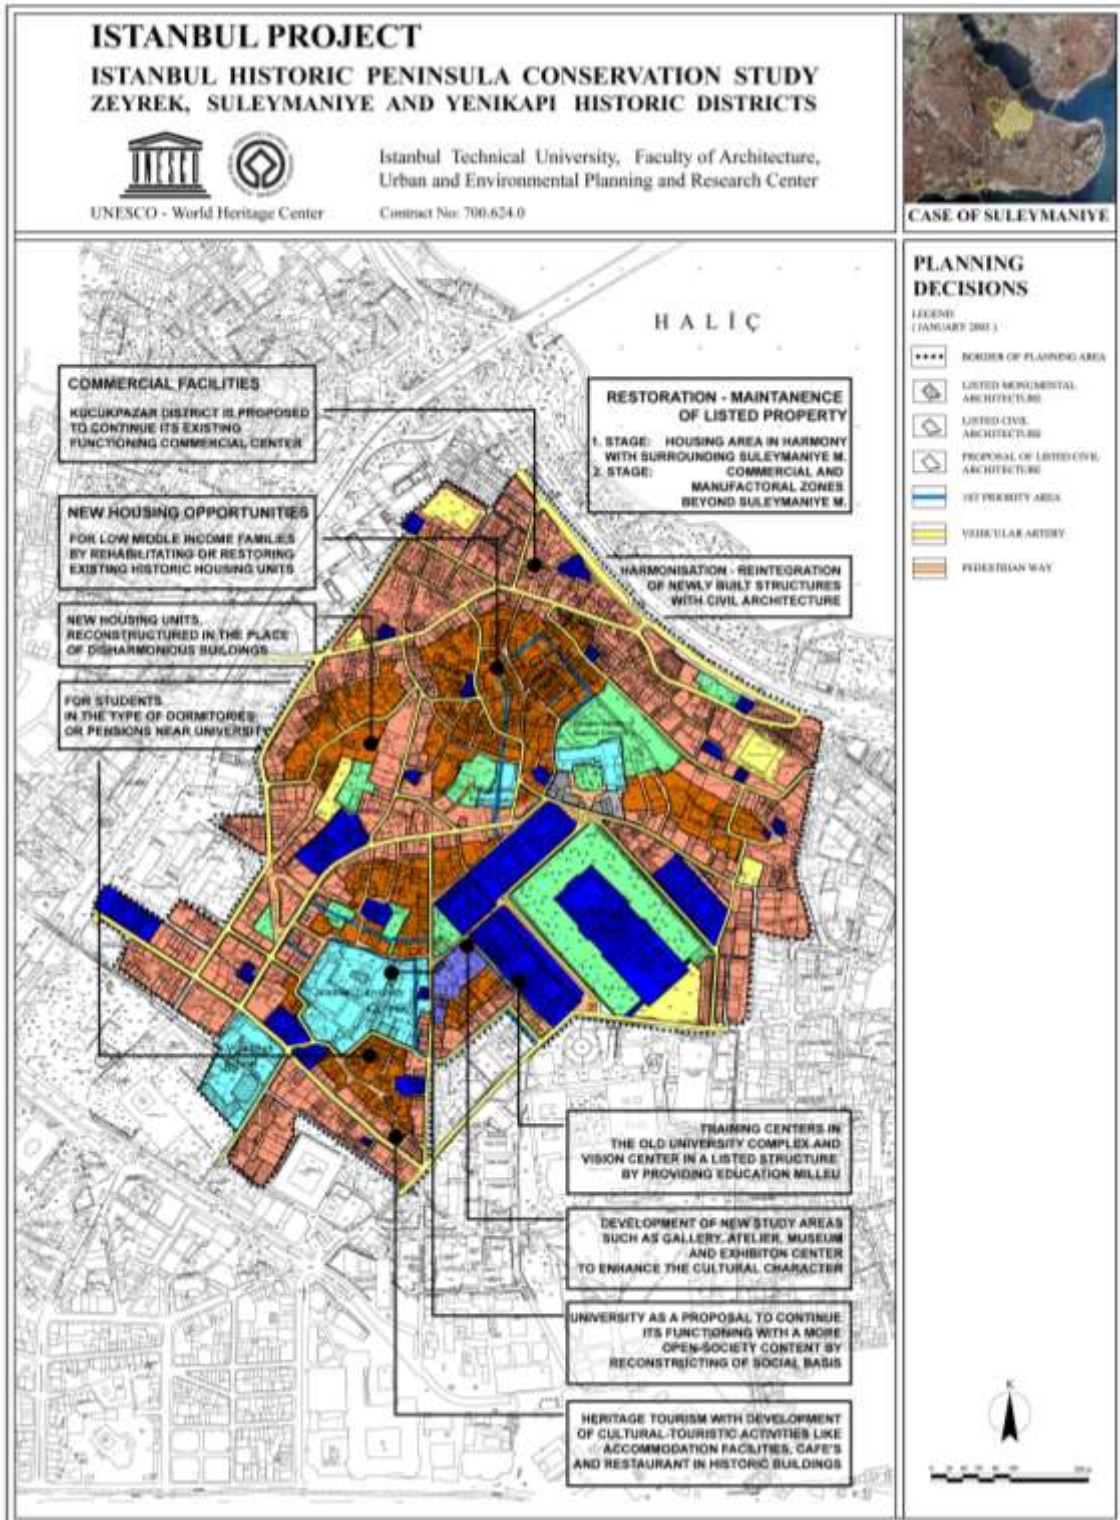 ISTANBUL PROJECT
ISTANBUL HISTORIC PENINSULA CONSERVATION STUDY
ZEYREK, SULEYMANIYE AND YENIKAPI HISTORIC DISTRICTS
UNESCO
UNESCO - World Heritage Center
Istanbul Technical University, Faculty of Architecture,
Urban and Environmental Planning and Research Center
Contract No: 700.624.0
CASE OF SULEYMANIYE
PLANNING
DECISIONS
LEGEND
BORDER OF PLANNING AREA
LISTED MONUMENTAL
ARCHITECTURE
LISTED CIVIL
ARCHITECTURE
PROPOSAL OF LISTED CIVIL
ARCHITECTURE
1ST PRIORITY AREA
VEHICULAR ARTERY
PEDESTRIAN WAY
HALİÇ
COMMERCIAL FACILITIES
KUCUKPAZAR DISTRICT IS PROPOSED
TO CONTINUE ITS EXISTING
FUNCTIONING COMMERCIAL CENTER
NEW HOUSING OPPORTUNITIES
FOR LOW MIDDLE INCOME FAMILIES
BY REHABILITATING OR RESTORING
EXISTING HISTORIC HOUSING UNITS
NEW HOUSING UNITS,
RECONSTRUCTURED IN THE PLACE
OF DISHARMONIOUS BUILDINGS
FOR STUDENTS
IN THE TYPE OF DORMITORIES
OR PENSIONS NEAR UNIVERSITY
RESTORATION - MAINTANENCE
OF LISTED PROPERTY
1. STAGE: HOUSING AREA IN HARMONY
WITH SURROUNDING SULEYMANIYE M.
2. STAGE: COMMERCIAL AND
MANUFACTORAL ZONES
BEYOND SULEYMANIYE M.
HARMONISATION - REINTEGRATION
OF NEWLY BUILT STRUCTURES
WITH CIVIL ARCHITECTURE
TRAINING CENTERS IN
THE OLD UNIVERSITY COMPLEX AND
VISION CENTER IN A LISTED STRUCTURE
BY PROVIDING EDUCATION MILLEU
DEVELOPMENT OF NEW STUDY AREAS
SUCH AS GALLERY, ATELIER, MUSEUM
AND EXHIBITON CENTER
TO ENHANCE THE CULTURAL CHARACTER
UNIVERSITY AS A PROPOSAL TO CONTINUE
ITS FUNCTIONING WITH A MORE
OPEN-SOCIETY CONTENT BY
RECONSTRUCTING OF SOCIAL BASIS
HERITAGE TOURISM WITH DEVELOPMENT
OF CULTURAL-TOURISTIC ACTIVITIES LIKE
ACCOMMODATION FACILITIES, CAFE'S
AND RESTAURANT IN HISTORIC BUILDINGS
K